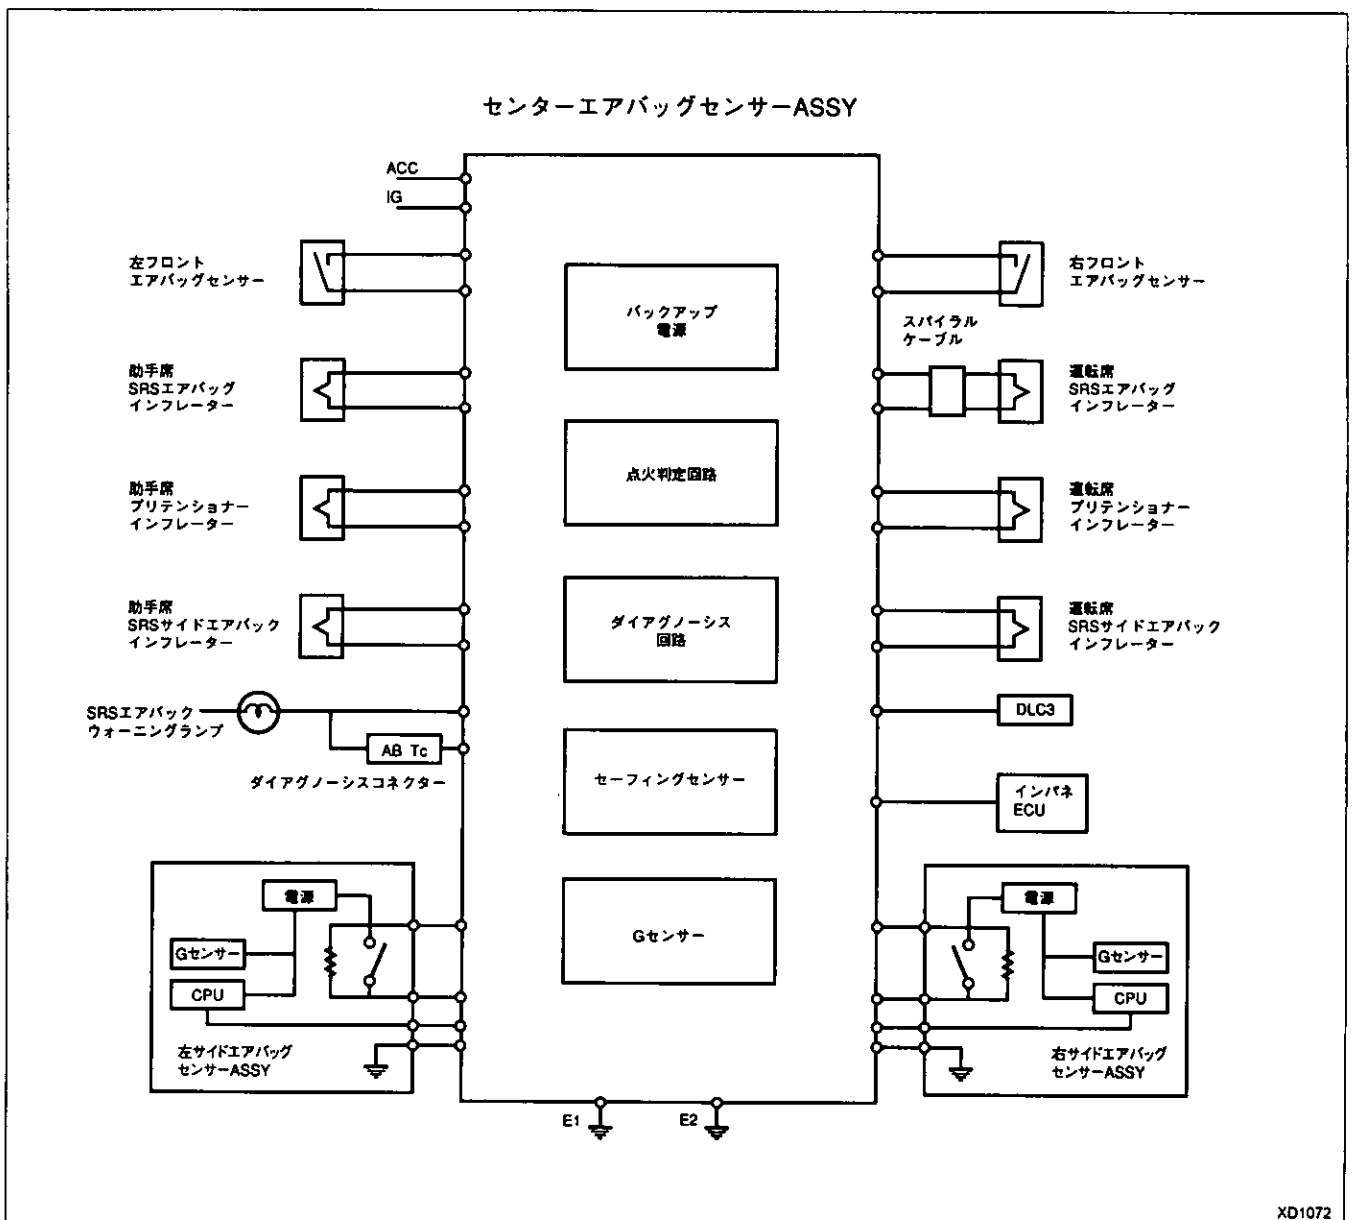 センターエアバッグセンサーASSY
ACC
IG
左フロント
エアバッグセンサー
助手席
SRSエアバッグ
インフレーター
助手席
プリテンショナー
インフレーター
助手席
SRSサイドエアバック
インフレーター
SRSエアバック
ウォーニングランプ
AB Tc
ダイアグノーシスコネクター
バックアップ
電源
点火判定回路
ダイアグノーシス
回路
セーフィングセンサー
Gセンサー
右フロント
エアバッグセンサー
スパイラル
ケーブル
運転席
SRSエアバッグ
インフレーター
運転席
プリテンショナー
インフレーター
運転席
SRSサイドエアバック
インフレーター
DLC3
インパネ
ECU
電源
Gセンサー
CPU
左サイドエアバッグ
センサーASSY
電源
Gセンサー
CPU
右サイドエアバッグ
センサーASSY
E1
E2
XD1072